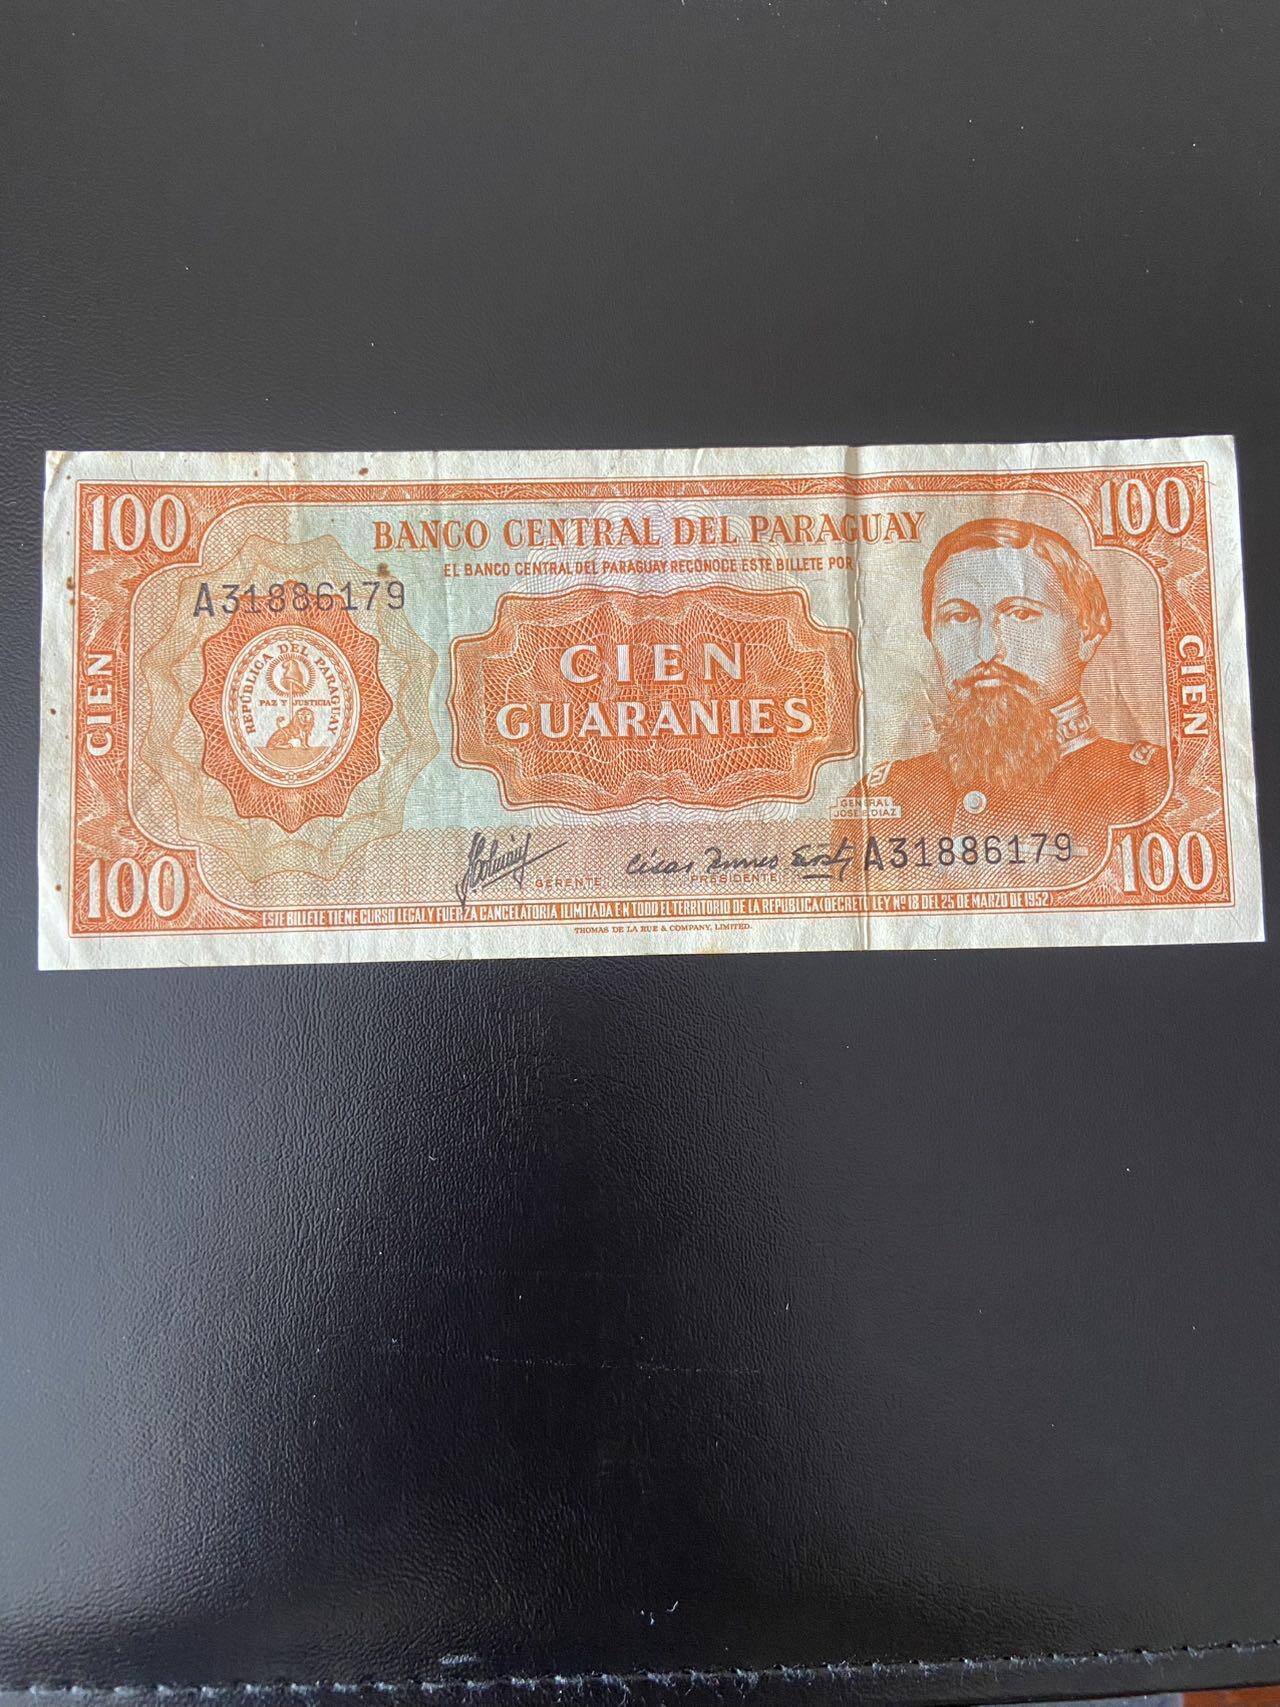 100
100
BANCO CENTRAL DEL PARAGUAY
EL BANCO CENTRAL DEL PARAGUAY RECONOCE ESTE BILLETE POR
A31886179
CIEN
REPUBLICA DEL PARAGUAY
PAZ Y JUSTICIA
CIEN
GUARANIES
CIEN
GENERAL
JOSE E. DIAZ
A31886179
GERENTE
César
PRESIDENTE
100
100
ESTE BILLETE TIENE CURSO LEGAL Y FUERZA CANCELATORIA ILIMITADA EN TODO EL TERRITORIO DE LA REPUBLICA (DECRETO LEY Nº 18 DEL 25 DE MARZO DE 1952)
THOMAS DE LA RUE & COMPANY, LIMITED.